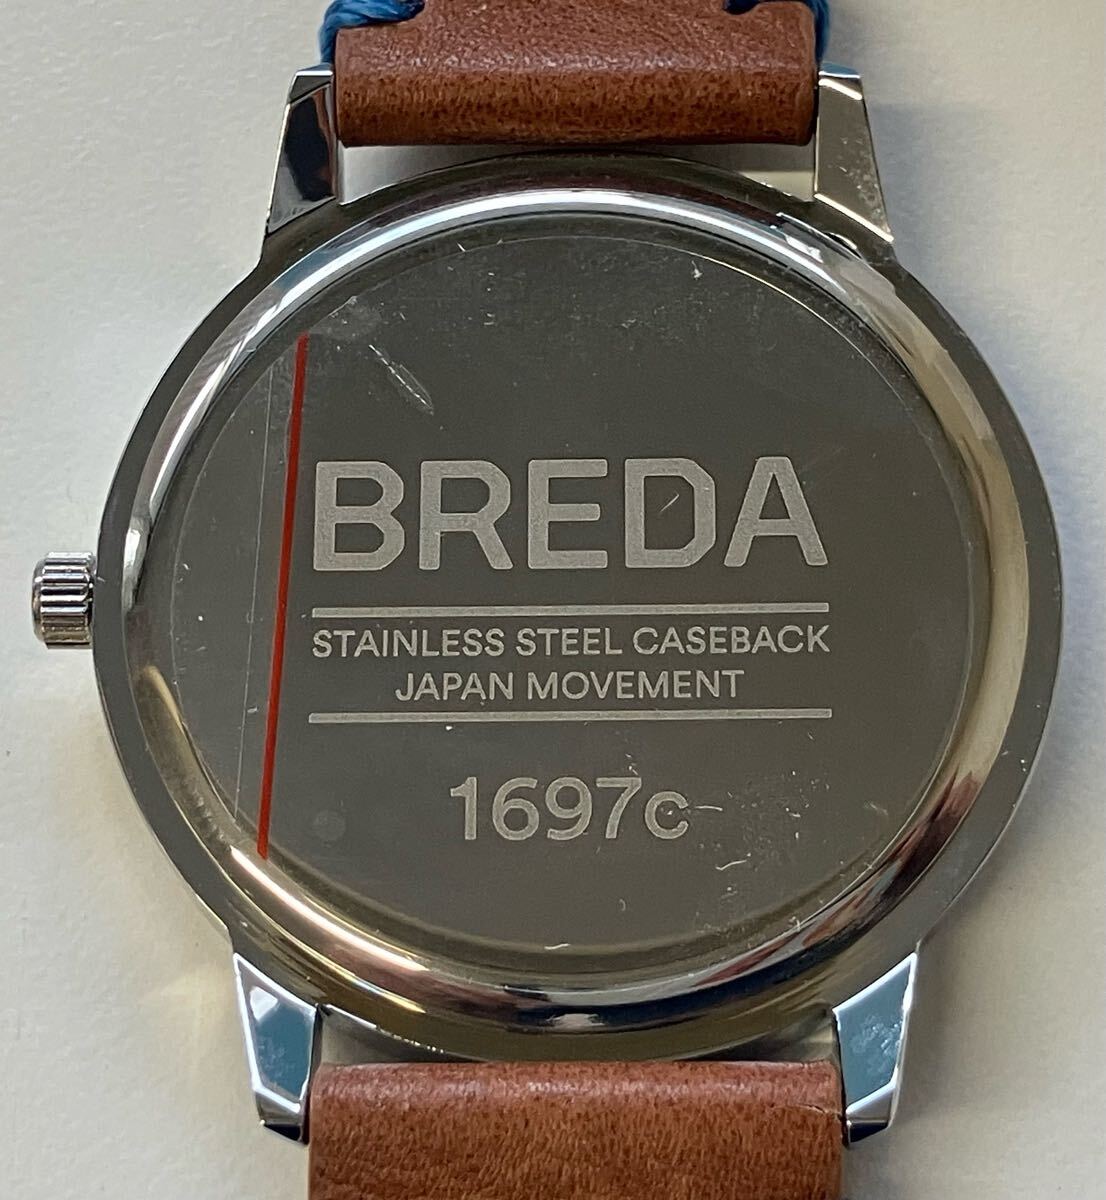 BREDA
STAINLESS STEEL CASEBACK
JAPAN MOVEMENT
1697c